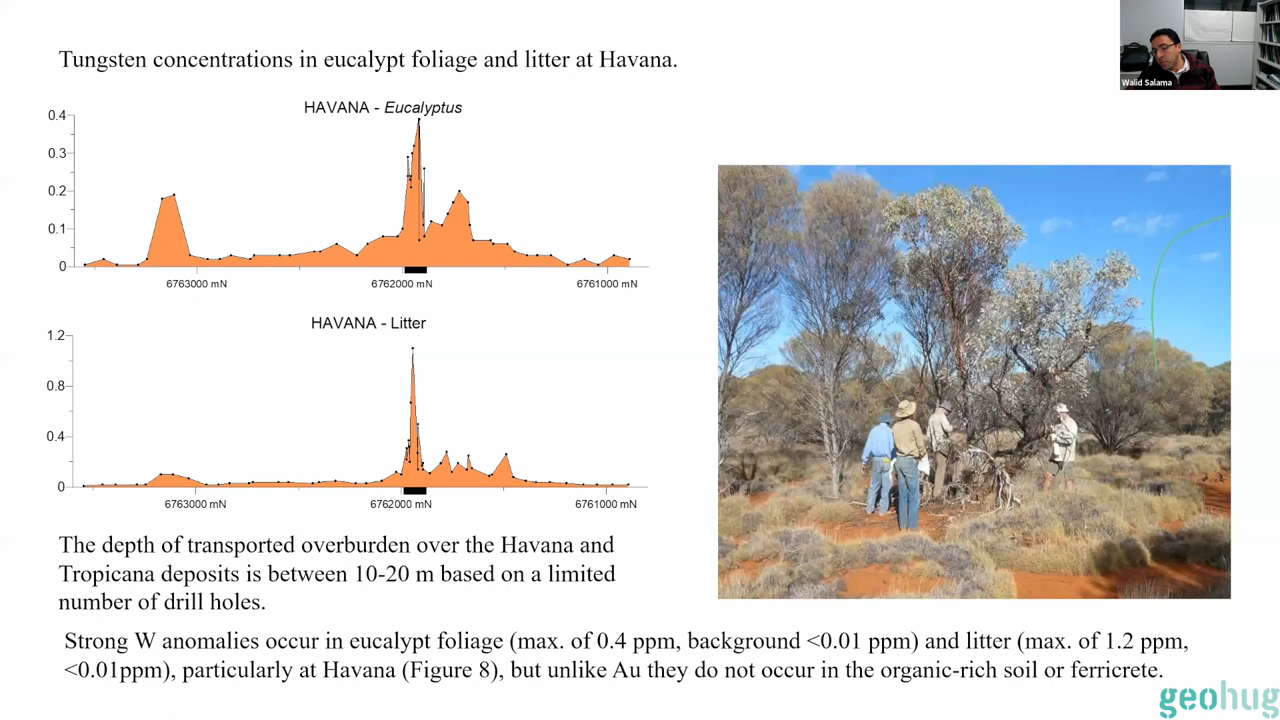 Tungsten concentrations in eucalypt foliage and litter at Havana.
Walid Salama
HAVANA - Eucalyptus
0.4
0.3
0.2
0.1
0
6763000 mN 6762000 mN 6761000 mN
HAVANA - Litter
1.2
0.8
0.4
0
6763000 mN 6762000 mN 6761000 mN
The depth of transported overburden over the Havana and
Tropicana deposits is between 10-20 m based on a limited
number of drill holes.
Strong W anomalies occur in eucalypt foliage (max. of 0.4 ppm, background <0.01 ppm) and litter (max. of 1.2 ppm,
<0.01ppm), particularly at Havana (Figure 8), but unlike Au they do not occur in the organic-rich soil or ferricrete.
geohug